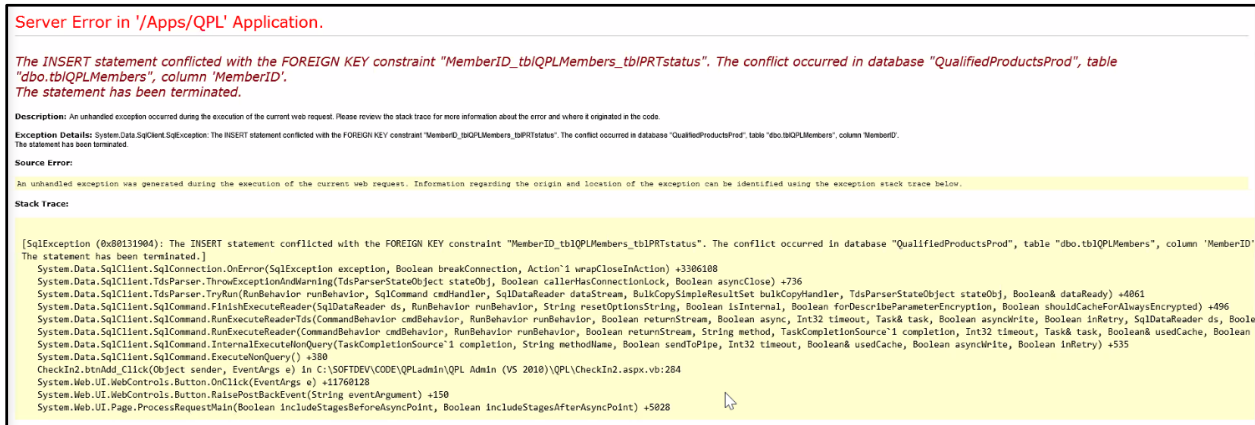 Server Error in '/Apps/QPL' Application.
The INSERT statement conflicted with the FOREIGN KEY constraint "MemberID_tblQPLMembers_tblPRTstatus". The conflict occurred in database "QualifiedProductsProd", table
"dbo.tblQPLMembers", column 'MemberID'.
The statement has been terminated.
Description: An unhandled exception occurred during the execution of the current web request. Please review the stack trace for more information about the error and where it originated in the code.
Exception Details: System.Data.SqlClient.SqlException: The INSERT statement conflicted with the FOREIGN KEY constraint "MemberID_tblQPLMembers_tblPRTstatus". The conflict occurred in database "QualifiedProductsProd", table "dbo.tblQPLMembers", column 'MemberID'.
The statement has been terminated.
Source Error:
An unhandled exception was generated during the execution of the current web request. Information regarding the origin and location of the exception can be identified using the exception stack trace below.
Stack Trace:
[SqlException (0x80131904): The INSERT statement conflicted with the FOREIGN KEY constraint "MemberID_tblQPLMembers_tblPRTstatus". The conflict occurred in database "QualifiedProductsProd", table "dbo.tblQPLMembers", column 'MemberID'
The statement has been terminated.]
System.Data.SqlClient.SqlConnection.OnError(SqlException exception, Boolean breakConnection, Action`1 wrapCloseInAction) +3306108
System.Data.SqlClient.TdsParser.ThrowExceptionAndWarning(TdsParserStateObject stateObj, Boolean callerHasConnectionLock, Boolean asyncClose) +736
System.Data.SqlClient.TdsParser.TryRun(RunBehavior runBehavior, SqlCommand cmdHandler, SqlDataReader dataStream, BulkCopySimpleResultSet bulkCopyHandler, TdsParserStateObject stateObj, Boolean& dataReady) +4061
System.Data.SqlClient.SqlCommand.FinishExecuteReader(SqlDataReader ds, RunBehavior runBehavior, String resetOptionsString, Boolean isInternal, Boolean forDescribeParameterEncryption, Boolean shouldCacheForAlwaysEncrypted) +496
System.Data.SqlClient.SqlCommand.RunExecuteReaderTds(CommandBehavior cmdBehavior, RunBehavior runBehavior, Boolean returnStream, Boolean async, Int32 timeout, Task& task, Boolean asyncWrite, Boolean inRetry, SqlDataReader ds, Boole
System.Data.SqlClient.SqlCommand.RunExecuteReader(CommandBehavior cmdBehavior, RunBehavior runBehavior, Boolean returnStream, String method, TaskCompletionSource`1 completion, Int32 timeout, Task& task, Boolean& usedCache, Boolean
System.Data.SqlClient.SqlCommand.InternalExecuteNonQuery(TaskCompletionSource`1 completion, String methodName, Boolean sendToPipe, Int32 timeout, Boolean& usedCache, Boolean asyncWrite, Boolean inRetry) +535
System.Data.SqlClient.SqlCommand.ExecuteNonQuery() +380
CheckIn2.btnAdd_Click(Object sender, EventArgs e) in C:\SOFTDEV\CODE\QPLadmin\QPL Admin (VS 2010)\QPL\CheckIn2.aspx.vb:284
System.Web.UI.WebControls.Button.OnClick(EventArgs e) +11760128
System.Web.UI.WebControls.Button.RaisePostBackEvent(String eventArgument) +150
System.Web.UI.Page.ProcessRequestMain(Boolean includeStagesBeforeAsyncPoint, Boolean includeStagesAfterAsyncPoint) +5028